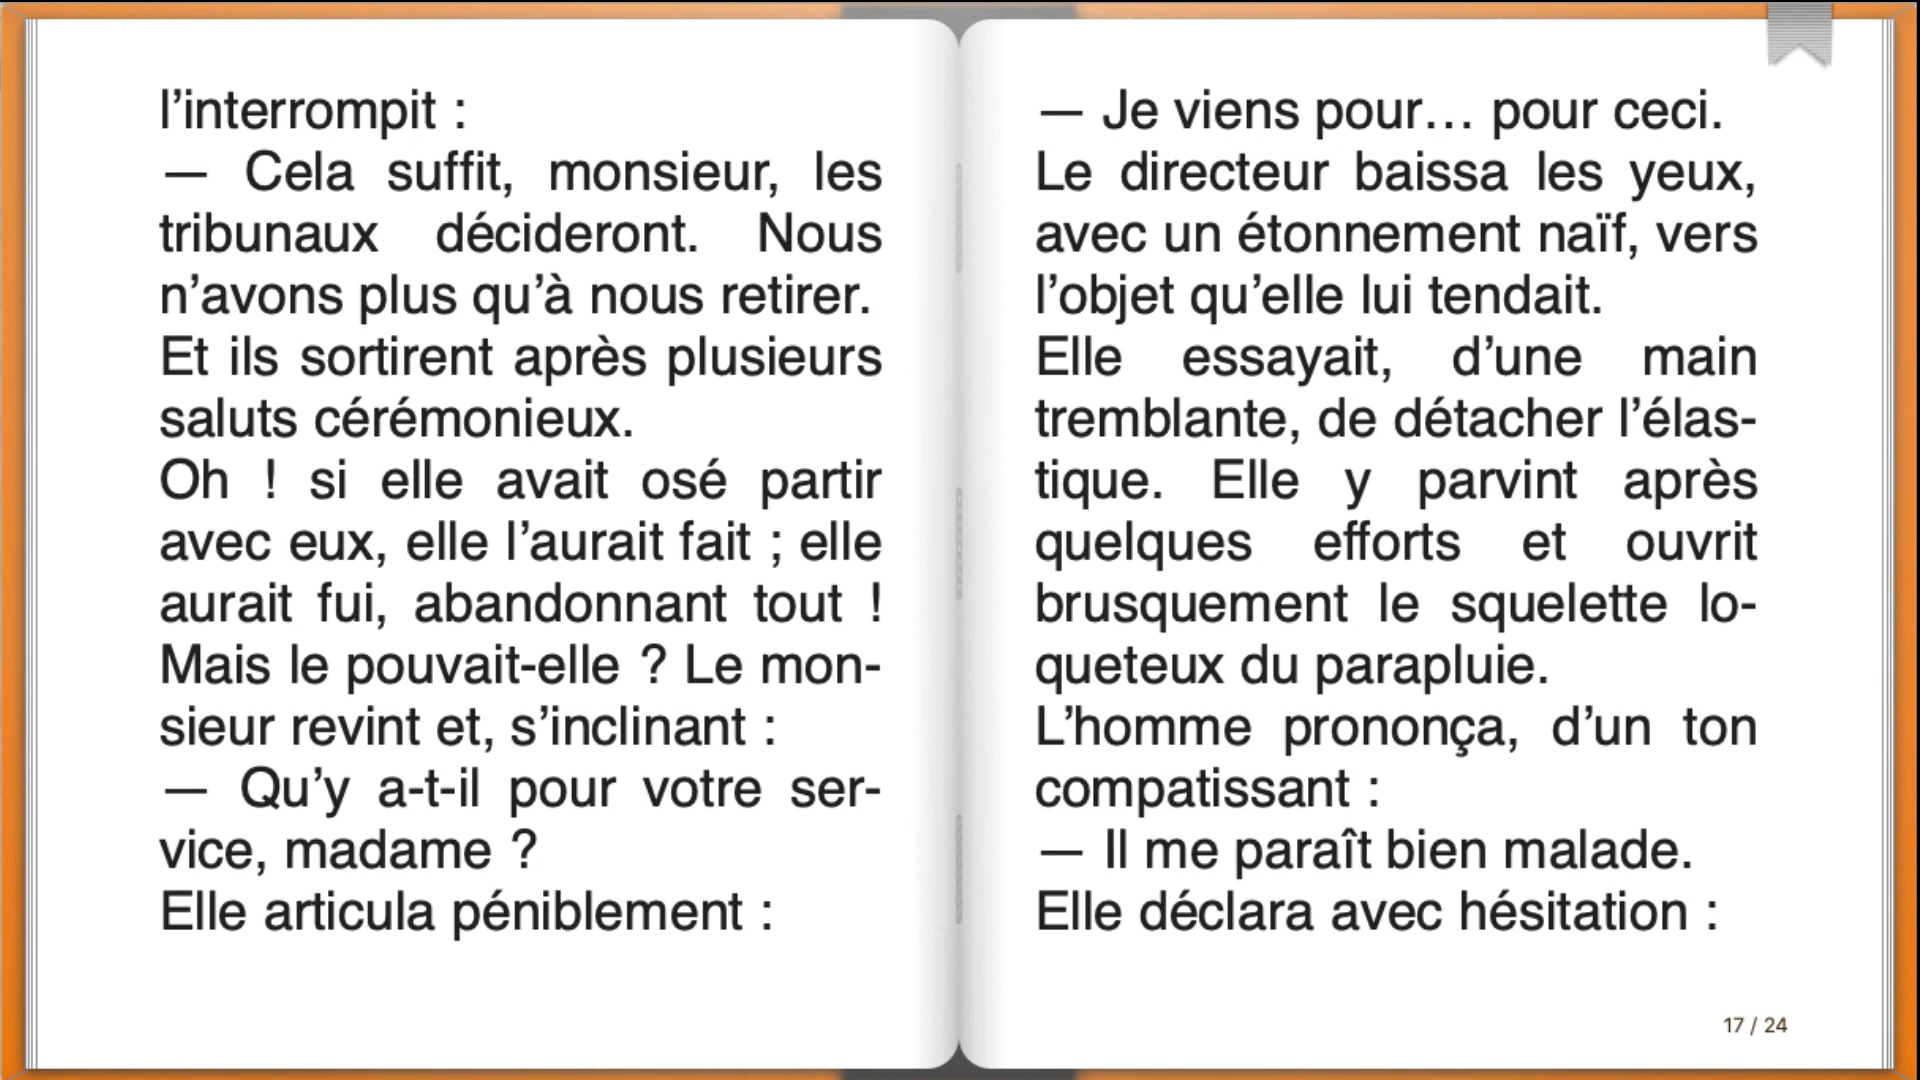 l’interrompit :
— Cela suffit, monsieur, les
tribunaux décideront. Nous
n’avons plus qu’à nous retirer.
Et ils sortirent après plusieurs
saluts cérémonieux.
Oh ! si elle avait osé partir
avec eux, elle l’aurait fait ; elle
aurait fui, abandonnant tout !
Mais le pouvait-elle ? Le mon-
sieur revint et, s’inclinant :
— Qu’y a-t-il pour votre ser-
vice, madame ?
Elle articula péniblement :
— Je viens pour… pour ceci.
Le directeur baissa les yeux,
avec un étonnement naïf, vers
l’objet qu’elle lui tendait.
Elle essayait, d’une main
tremblante, de détacher l’élas-
tique. Elle y parvint après
quelques efforts et ouvrit
brusquement le squelette lo-
queteux du parapluie.
L’homme prononça, d’un ton
compatissant :
— Il me paraît bien malade.
Elle déclara avec hésitation :
17 / 24